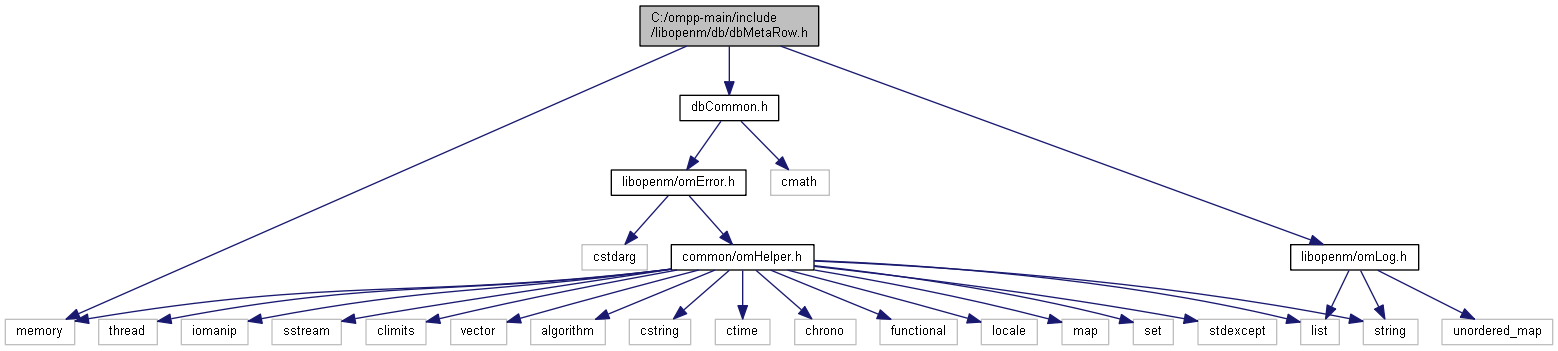 C:/ompp-main/include
/libopenm/db/dbMetaRow.h
dbCommon.h
libopenm/omError.h
cmath
cstdarg
common/omHelper.h
libopenm/omLog.h
memory
thread
iomanip
sstream
climits
vector
algorithm
cstring
ctime
chrono
functional
locale
map
set
stdexcept
list
string
unordered_map